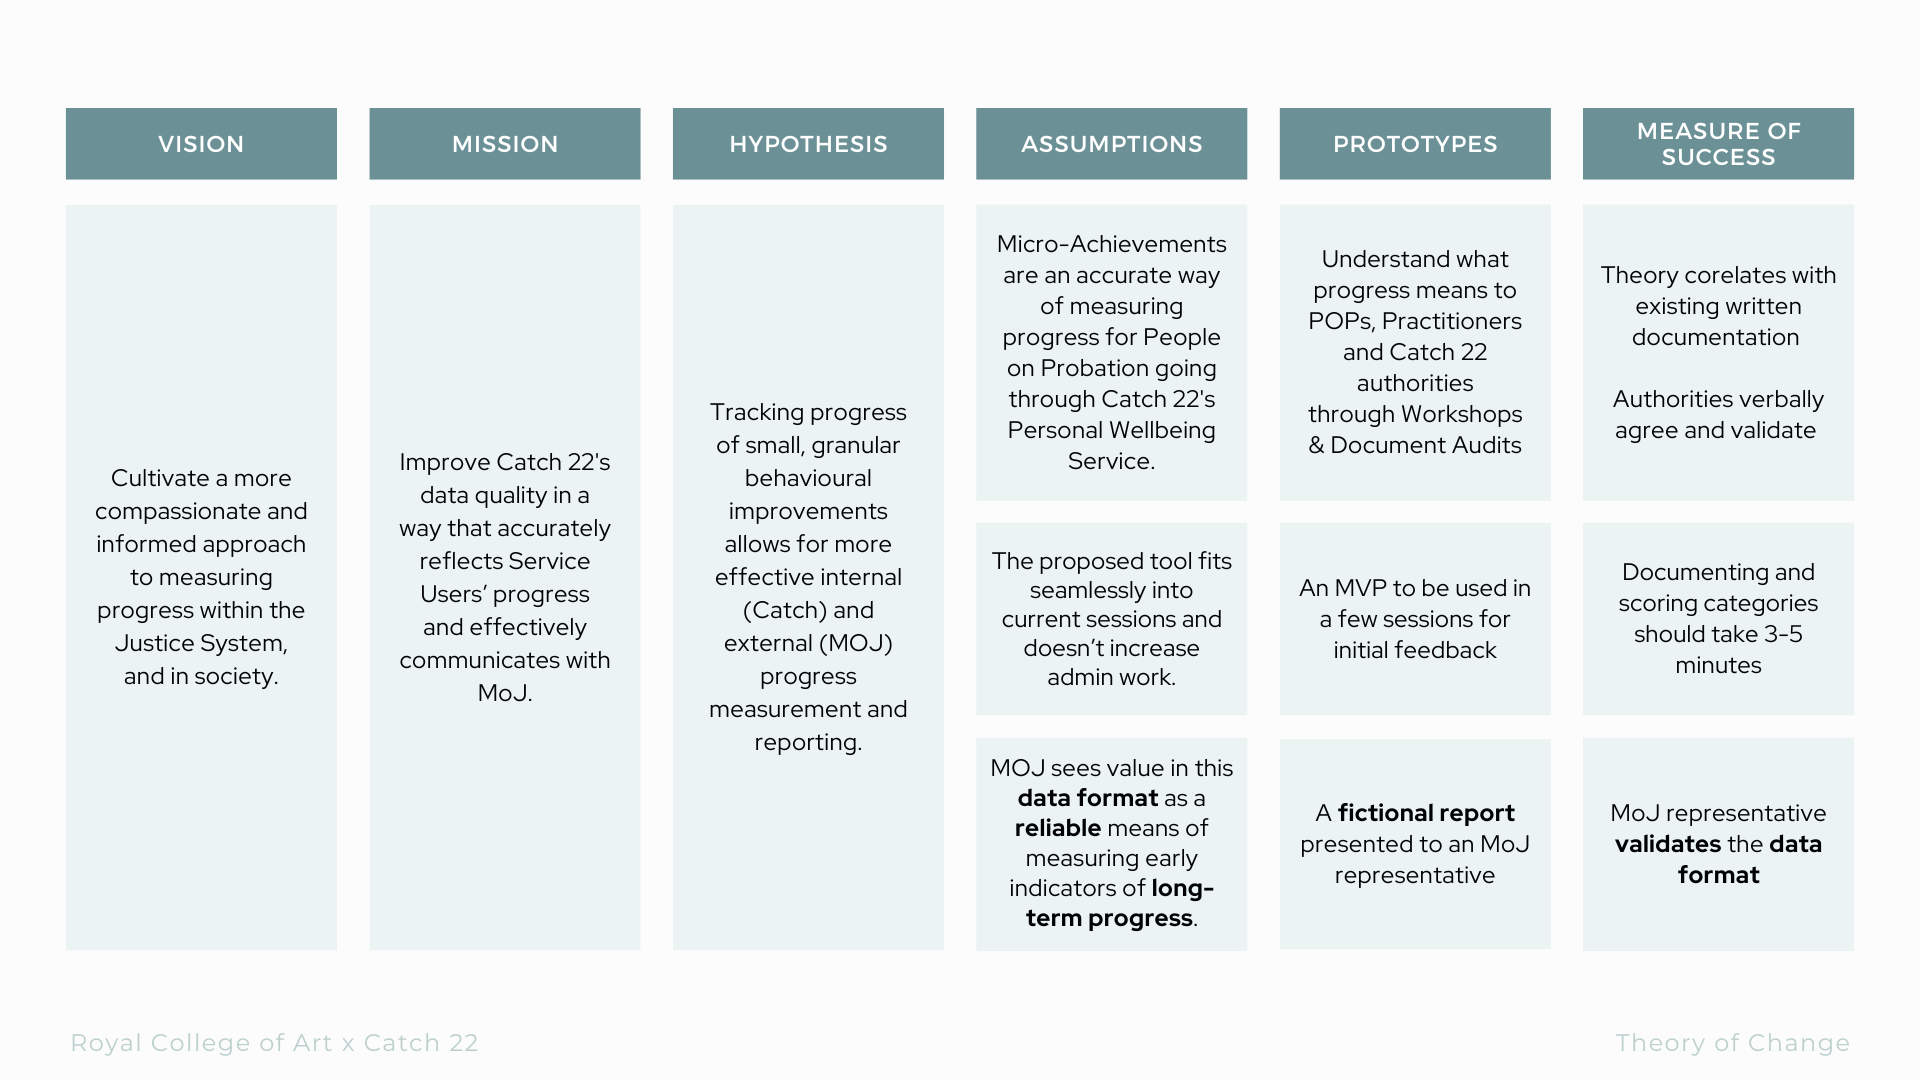 VISION
MISSION
HYPOTHESIS
ASSUMPTIONS
PROTOTYPES
MEASURE OF
SUCCESS
Cultivate a more
compassionate and
informed approach
to measuring
progress within the
Justice System,
and in society.
Improve Catch 22's
data quality in a
way that accurately
reflects Service
Users’ progress
and effectively
communicates with
MoJ.
Tracking progress
of small, granular
behavioural
improvements
allows for more
effective internal
(Catch) and
external (MOJ)
progress
measurement and
reporting.
Micro-Achievements
are an accurate way
of measuring
progress for People
on Probation going
through Catch 22's
Personal Wellbeing
Service.
Understand what
progress means to
POPs, Practitioners
and Catch 22
authorities
through Workshops
& Document Audits
Theory corelates with
existing written
documentation
Authorities verbally
agree and validate
The proposed tool fits
seamlessly into
current sessions and
doesn’t increase
admin work.
An MVP to be used in
a few sessions for
initial feedback
Documenting and
scoring categories
should take 3-5
minutes
MOJ sees value in this
data format as a
reliable means of
measuring early
indicators of long-
term progress.
A fictional report
presented to an MoJ
representative
MoJ representative
validates the data
format
Royal College of Art x Catch 22
Theory of Change